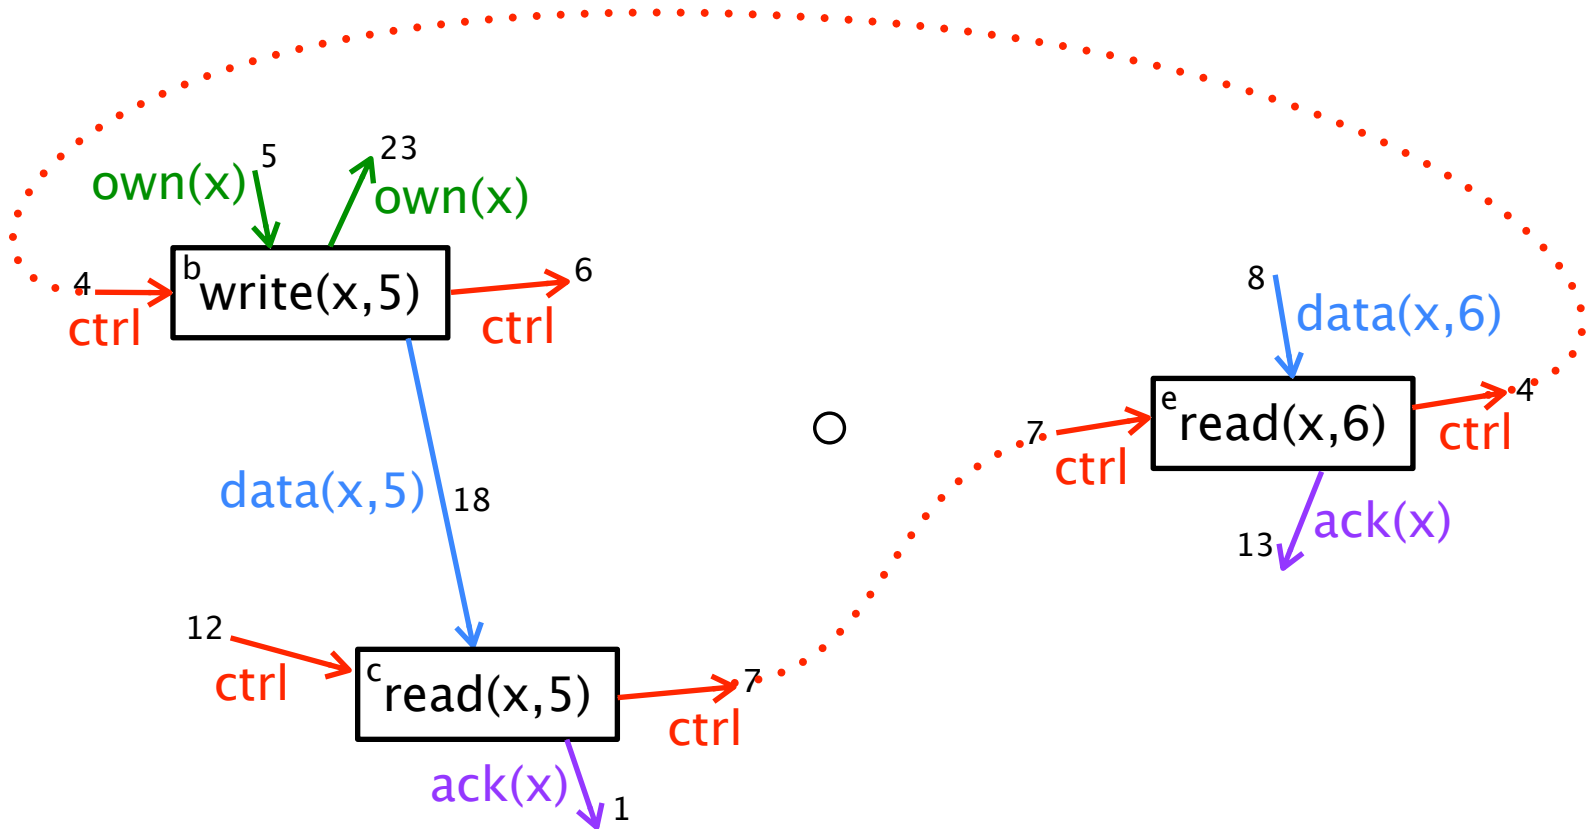 5
23
own(x)
own(x)
b
write(x,5)
4
ctrl
6
ctrl
8
data(x,6)
e
read(x,6)
7
ctrl
4
ctrl
data(x,5)
18
ack(x)
13
12
ctrl
c
read(x,5)
7
ctrl
ack(x)
1